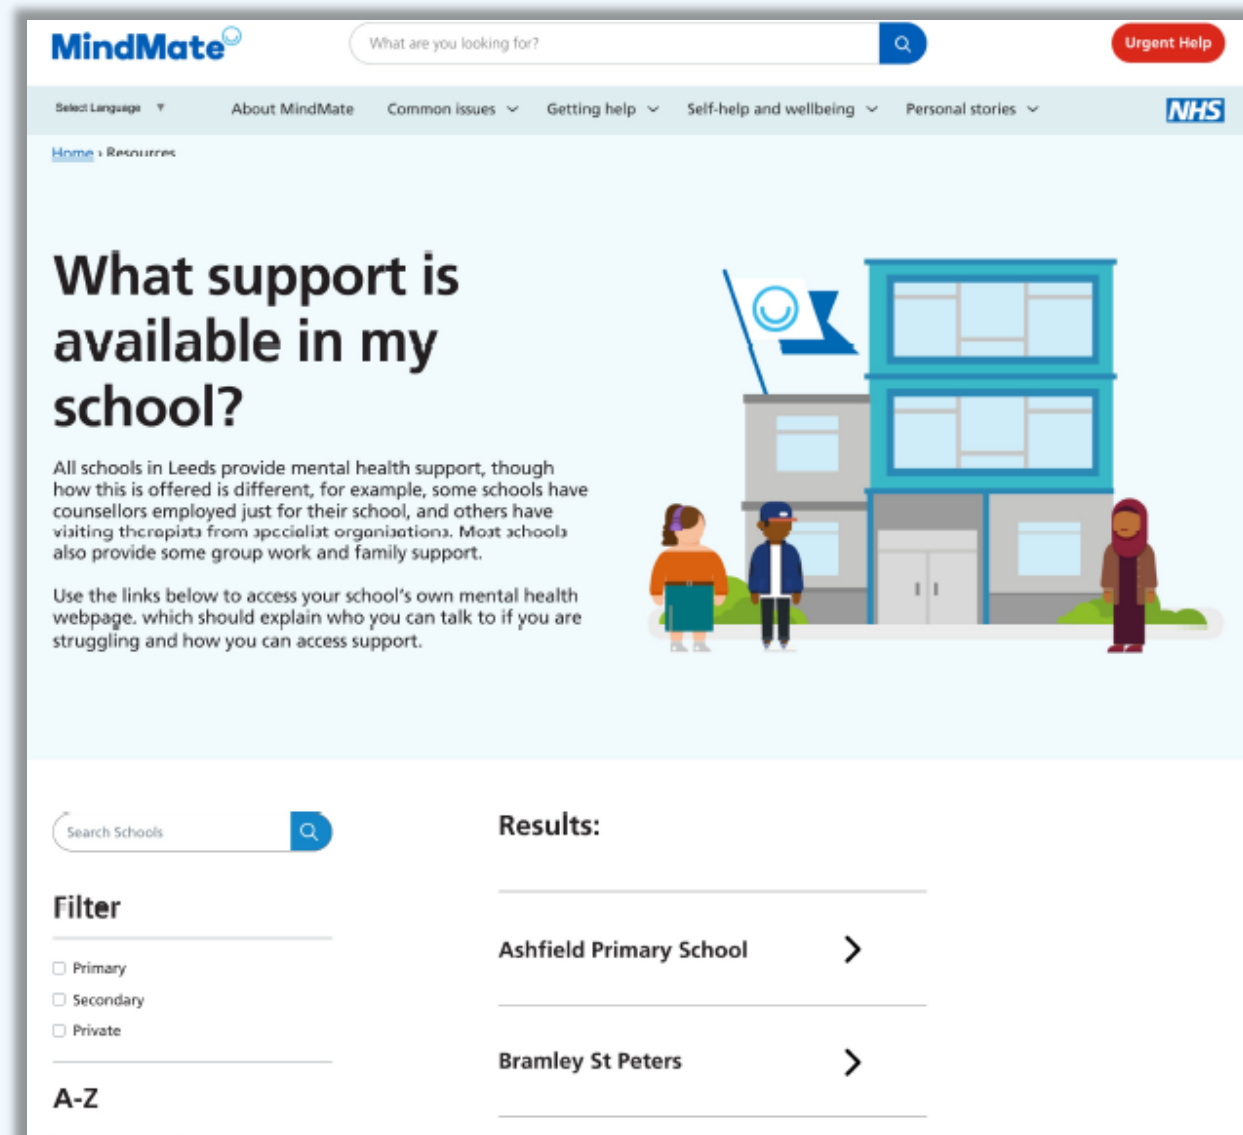 MindMate
What are you looking for?
Urgent Help
Select Language
About MindMate
Common issues
Getting help
Self-help and wellbeing
Personal stories
NHS
Home › Resources
What support is
available in my
school?
All schools in Leeds provide mental health support, though
how this is offered is different, for example, some schools have
counsellors employed just for their school, and others have
visiting therapists from specialist organisations. Most schools
also provide some group work and family support.
Use the links below to access your school's own mental health
webpage, which should explain who you can talk to if you are
struggling and how you can access support.
Search Schools
Results:
Filter
Primary
Secondary
Private
Ashfield Primary School
Bramley St Peters
A-Z